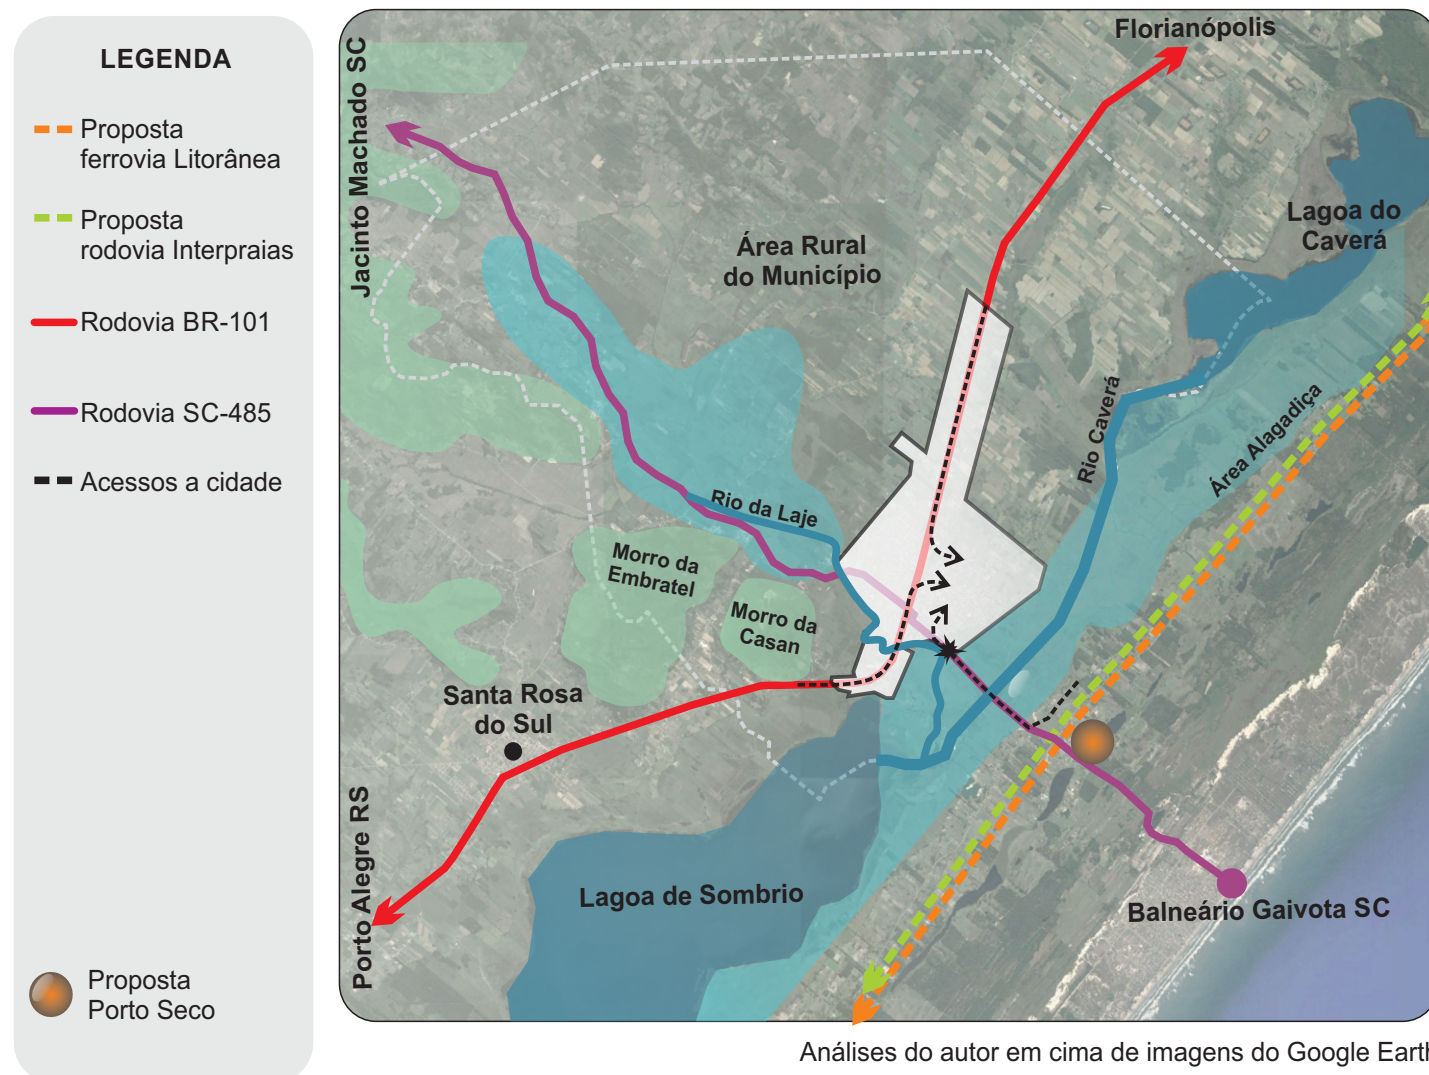 LEGENDA
Proposta
ferrovia Litorânea
Proposta
rodovia Interpraias
Rodovia BR-101
Rodovia SC-485
Acessos a cidade
Proposta
Porto Seco
Florianópolis
Jacinto Machado SC
Área Rural
do Município
Lagoa do
Caverá
Rio Caverá
Área Alagadiça
Rio da Laje
Morro da
Embratel
Morro da
Casan
Santa Rosa
do Sul
Porto Alegre RS
Lagoa de Sombrio
Balneário Gaivota SC
Análises do autor em cima de imagens do Google Earth